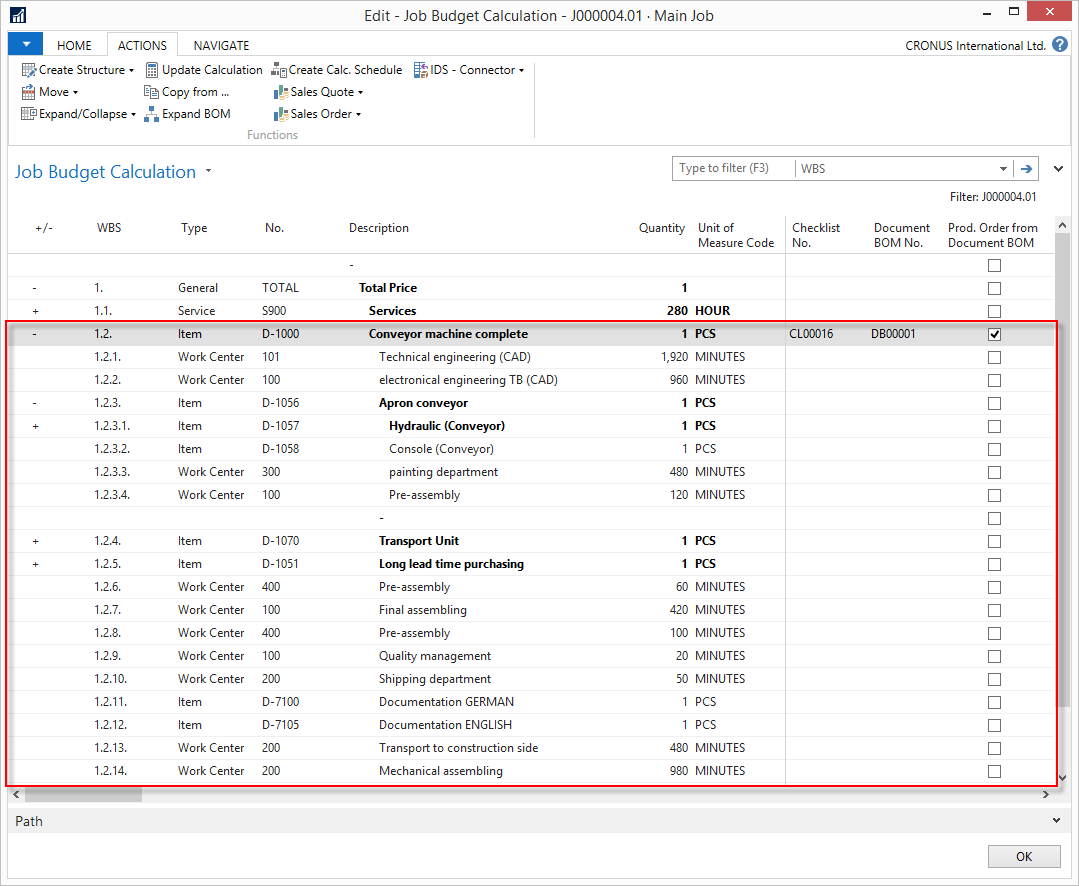 Edit - Job Budget Calculation - J000004.01 · Main Job
HOME ACTIONS NAVIGATE CRONUS International Ltd. ?
Create Structure Update Calculation Create Calc. Schedule IDS - Connector
Move Copy from ... Sales Quote
Expand/Collapse Expand BOM Sales Order
Functions
Job Budget Calculation Type to filter (F3) WBS
Filter: J000004.01
+/- WBS Type No. Description Quantity Unit of Measure Code Checklist No. Document BOM No. Prod. Order from Document BOM
-
- 1. General TOTAL Total Price 1
+ 1.1. Service S900 Services 280 HOUR
- 1.2. Item D-1000 Conveyor machine complete 1 PCS CL00016 DB00001
1.2.1. Work Center 101 Technical engineering (CAD) 1,920 MINUTES
1.2.2. Work Center 100 electronical engineering TB (CAD) 960 MINUTES
- 1.2.3. Item D-1056 Apron conveyor 1 PCS
+ 1.2.3.1. Item D-1057 Hydraulic (Conveyor) 1 PCS
1.2.3.2. Item D-1058 Console (Conveyor) 1 PCS
1.2.3.3. Work Center 300 painting department 480 MINUTES
1.2.3.4. Work Center 100 Pre-assembly 120 MINUTES
-
+ 1.2.4. Item D-1070 Transport Unit 1 PCS
+ 1.2.5. Item D-1051 Long lead time purchasing 1 PCS
1.2.6. Work Center 400 Pre-assembly 60 MINUTES
1.2.7. Work Center 100 Final assembling 420 MINUTES
1.2.8. Work Center 400 Pre-assembly 100 MINUTES
1.2.9. Work Center 100 Quality management 20 MINUTES
1.2.10. Work Center 200 Shipping department 50 MINUTES
1.2.11. Item D-7100 Documentation GERMAN 1 PCS
1.2.12. Item D-7105 Documentation ENGLISH 1 PCS
1.2.13. Work Center 200 Transport to construction side 480 MINUTES
1.2.14. Work Center 200 Mechanical assembling 980 MINUTES
Path
OK